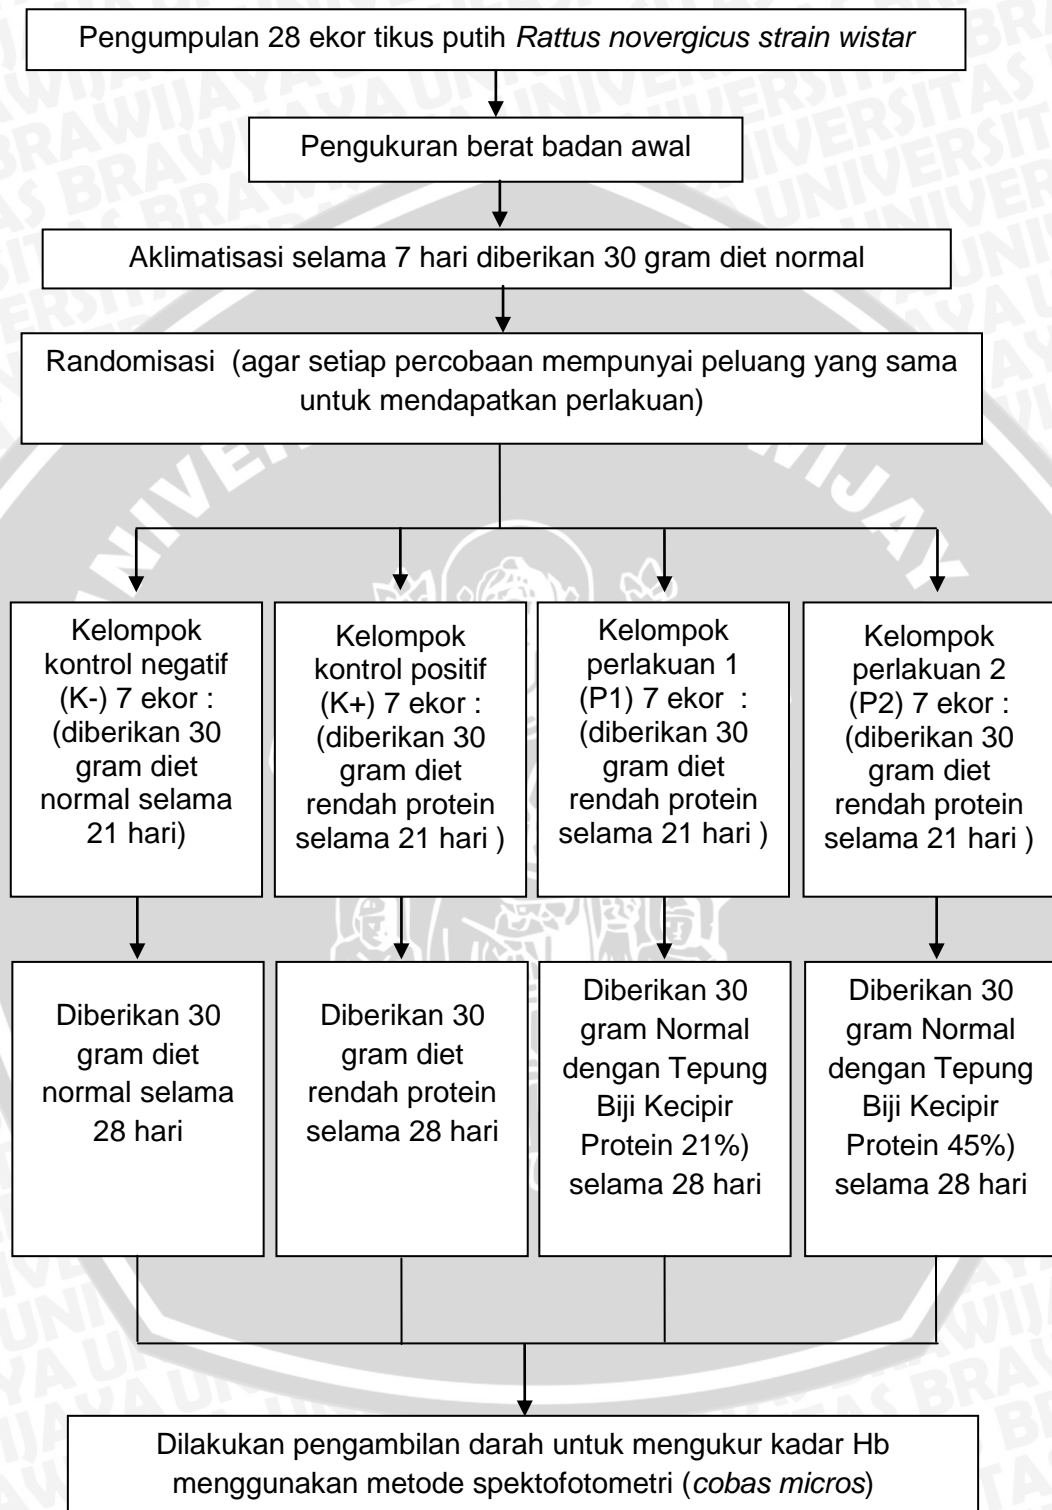 Pengumpulan 28 ekor tikus putih Rattus novergicus strain wistar
Pengukuran berat badan awal
Aklimatisasi selama 7 hari diberikan 30 gram diet normal
Randomisasi (agar setiap percobaan mempunyai peluang yang sama
untuk mendapatkan perlakuan)
Kelompok
kontrol negatif
(K-) 7 ekor :
(diberikan 30
gram diet
normal selama
21 hari)
Kelompok
kontrol positif
(K+) 7 ekor :
(diberikan 30
gram diet
rendah protein
selama 21 hari )
Kelompok
perlakuan 1
(P1) 7 ekor :
(diberikan 30
gram diet
rendah protein
selama 21 hari )
Kelompok
perlakuan 2
(P2) 7 ekor :
(diberikan 30
gram diet
rendah protein
selama 21 hari )
Diberikan 30
gram diet
normal selama
28 hari
Diberikan 30
gram diet
rendah protein
selama 28 hari
Diberikan 30
gram Normal
dengan Tepung
Biji Kecipir
Protein 21%)
selama 28 hari
Diberikan 30
gram Normal
dengan Tepung
Biji Kecipir
Protein 45%)
selama 28 hari
Dilakukan pengambilan darah untuk mengukur kadar Hb
menggunakan metode spektofotometri (cobas micros)